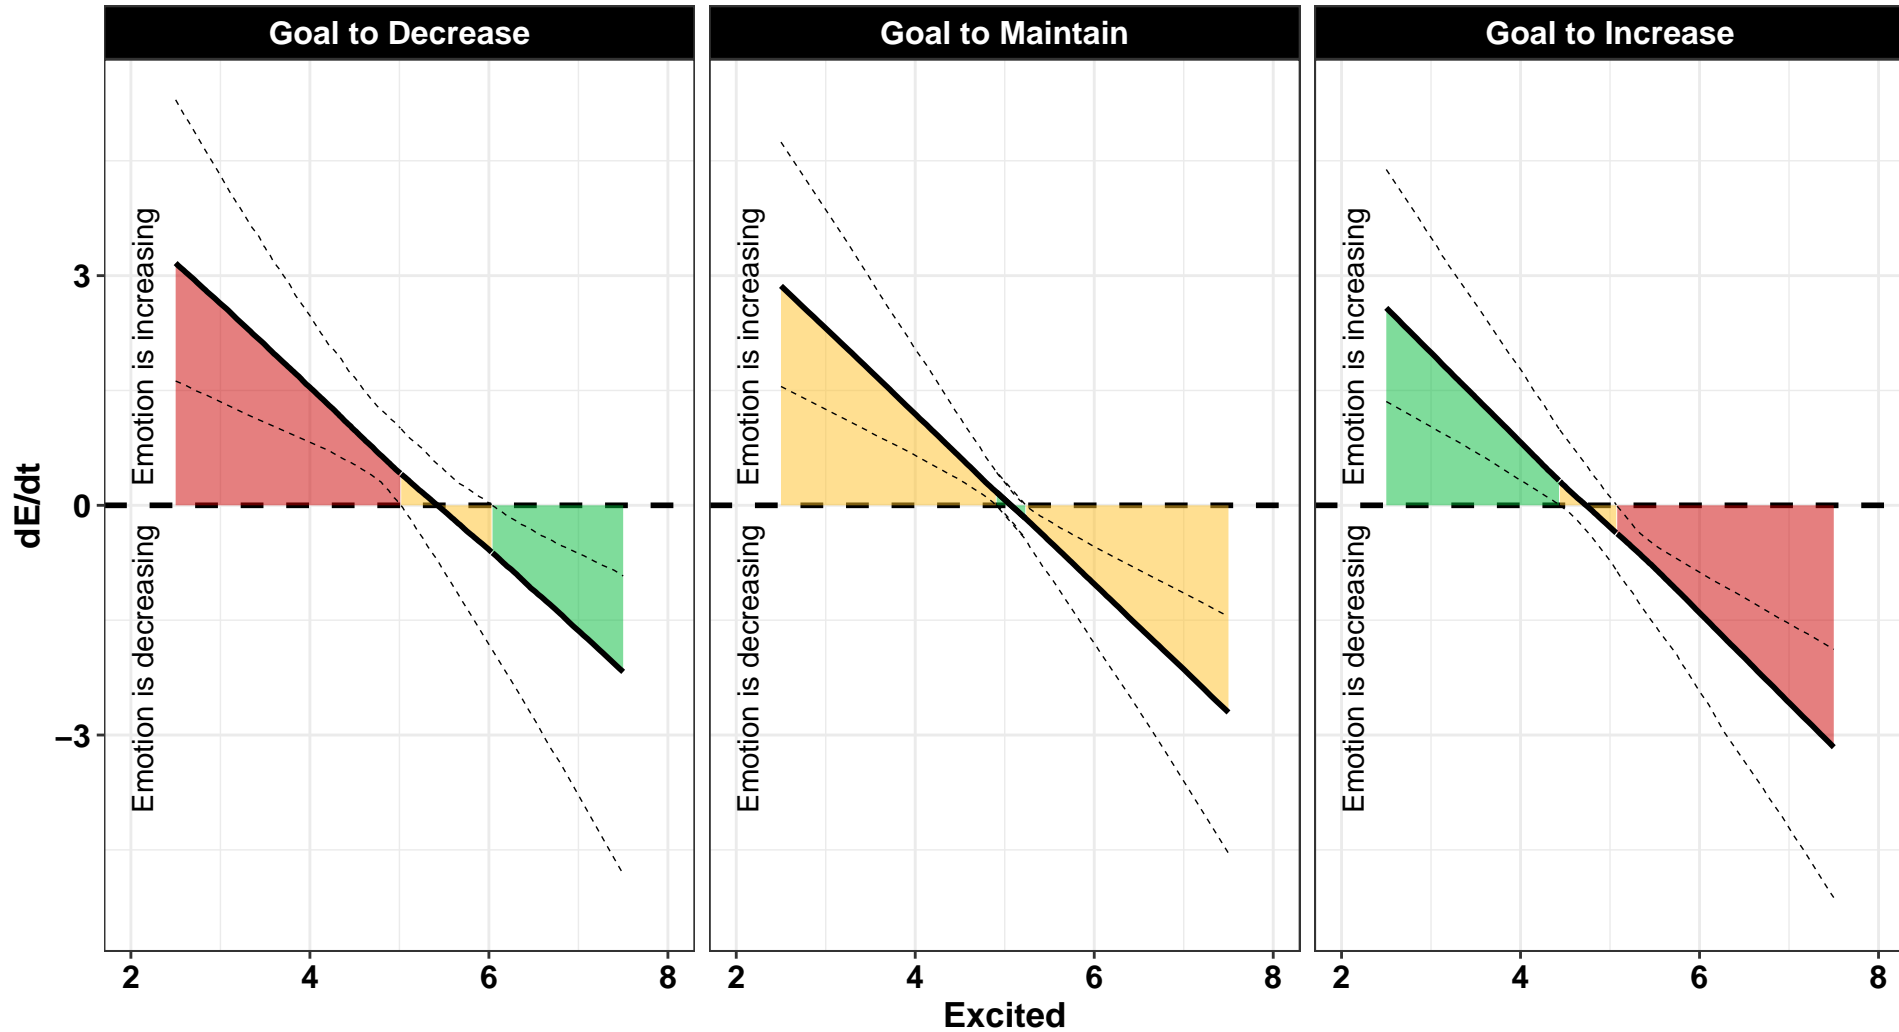 Goal to Decrease
Goal to Maintain
Goal to Increase
dE/dt
3
0
−3
Emotion is increasing
Emotion is decreasing
Emotion is increasing
Emotion is decreasing
Emotion is increasing
Emotion is decreasing
2 4 6 8
2 4 6 8
2 4 6 8
Excited